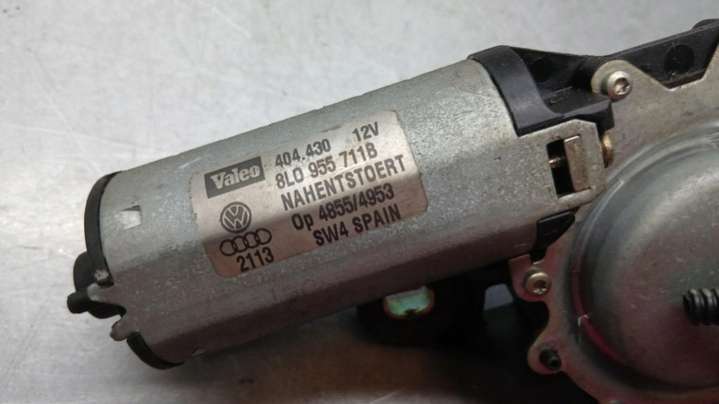 Valeo 404.430 12V
8L0 955 711B
NAHENTSTOERT
Op 4855/4953
SW4 SPAIN
2113